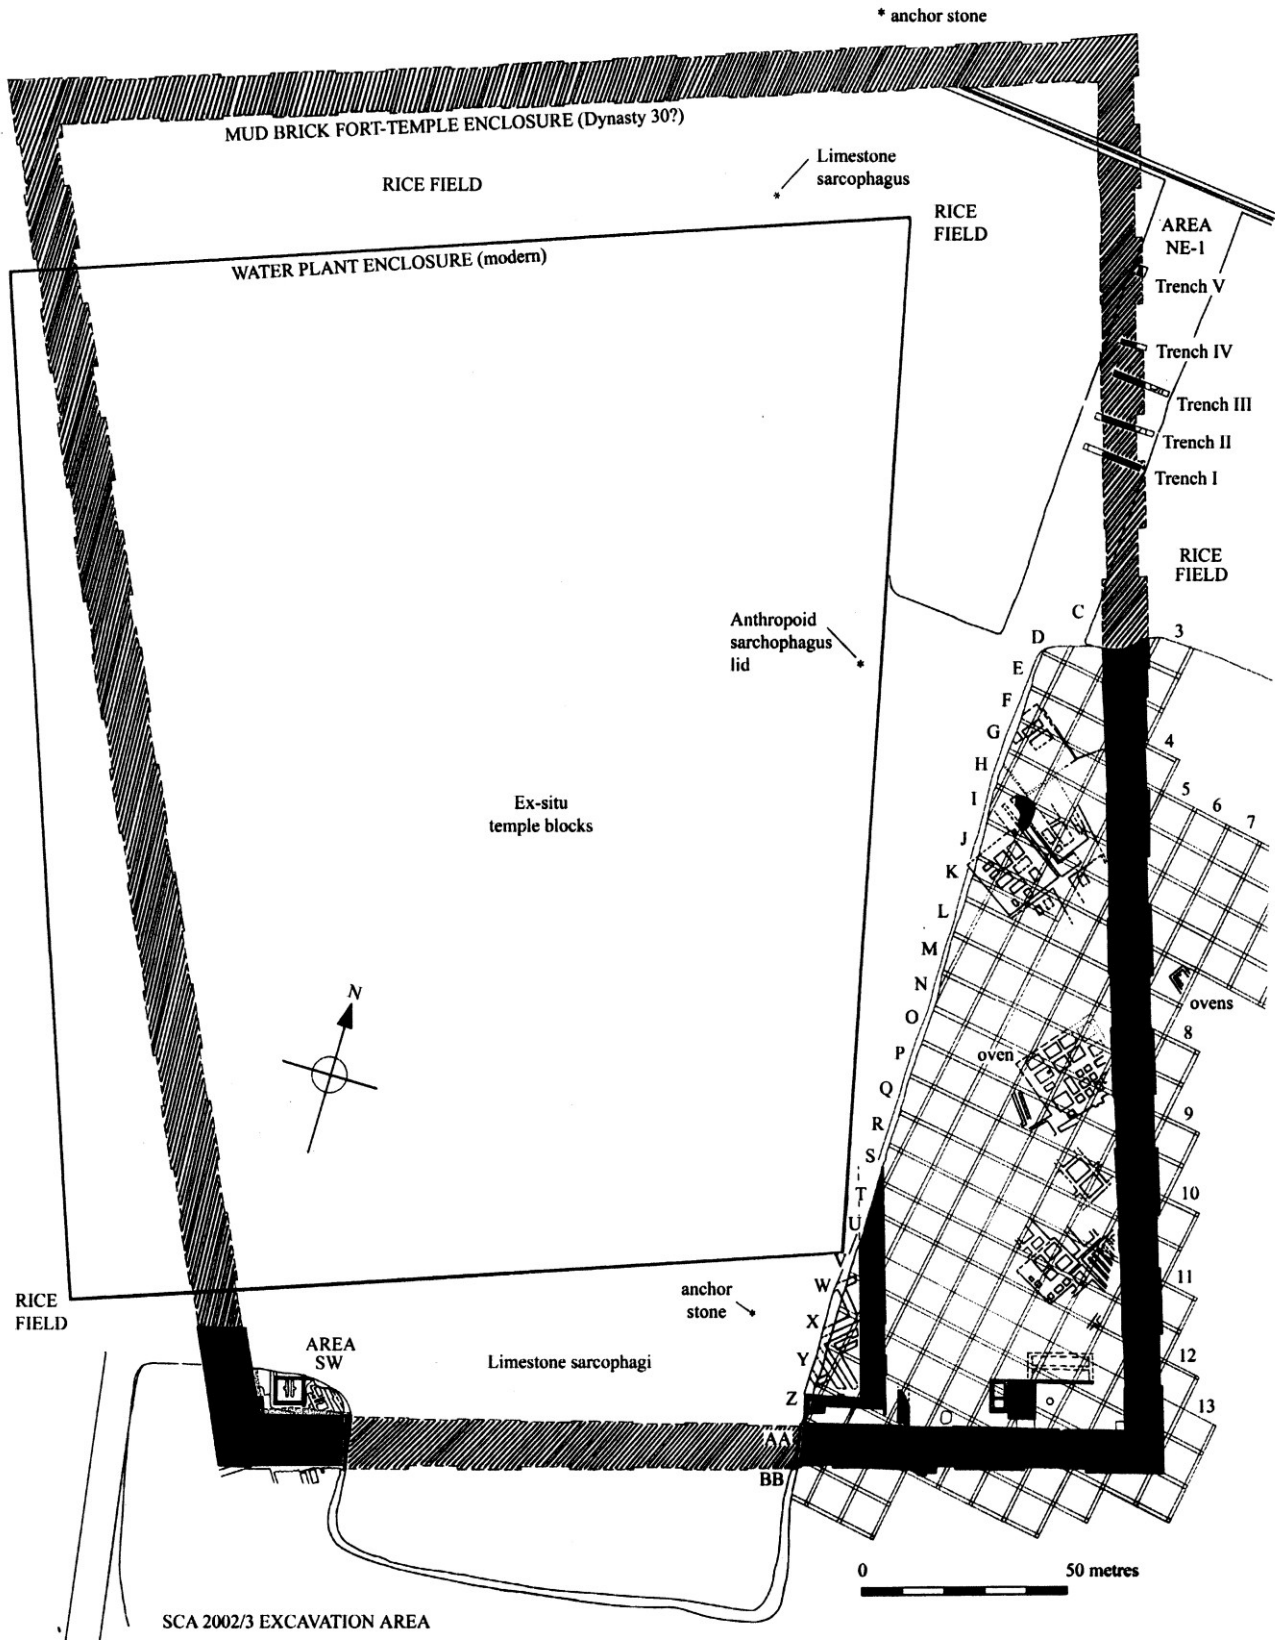 * anchor stone
MUD BRICK FORT-TEMPLE ENCLOSURE (Dynasty 30?)
Limestone
sarcophagus
RICE FIELD
RICE
FIELD
AREA
NE-1
WATER PLANT ENCLOSURE (modern)
Trench V
Trench IV
Trench III
Trench II
Trench I
RICE
FIELD
Anthropoid
sarchophagus
lid
C
D
3
E
F
G
4
H
I
5
6
7
Ex-situ
temple blocks
J
K
L
M
N
N
ovens
O
8
oven
P
Q
9
R
S
T
10
U
V
W
11
anchor
stone
X
RICE
FIELD
AREA
SW
Limestone sarcophagi
Y
12
Z
13
AA
BB
0
50 metres
SCA 2002/3 EXCAVATION AREA